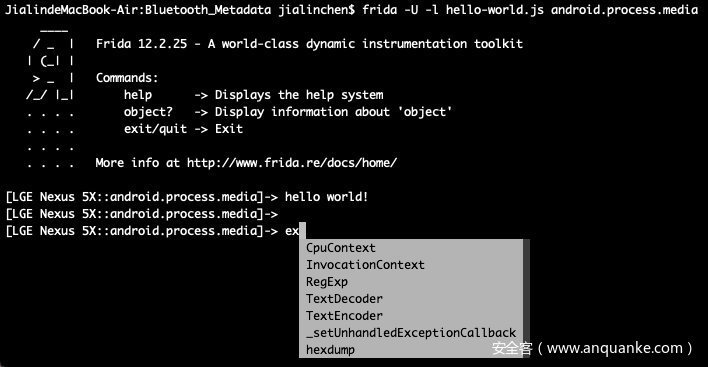 JialindeMacBook-Air:Bluetooth_Metadata jialinchen$ frida -U -l hello-world.js android.process.media
     ____
    / _  |   Frida 12.2.25 - A world-class dynamic instrumentation toolkit
   | (_| |
    > _  |   Commands:
   /_/ |_|       help      -> Displays the help system
   . . . .       object?   -> Display information about 'object'
   . . . .       exit/quit -> Exit
   . . . .
   . . . .   More info at http://www.frida.re/docs/home/
[LGE Nexus 5X::android.process.media]-> hello world!
[LGE Nexus 5X::android.process.media]->
[LGE Nexus 5X::android.process.media]-> ex
CpuContext
InvocationContext
RegExp
TextDecoder
TextEncoder
_setUnhandledExceptionCallback
hexdump
安全客（www.anquanke.com）